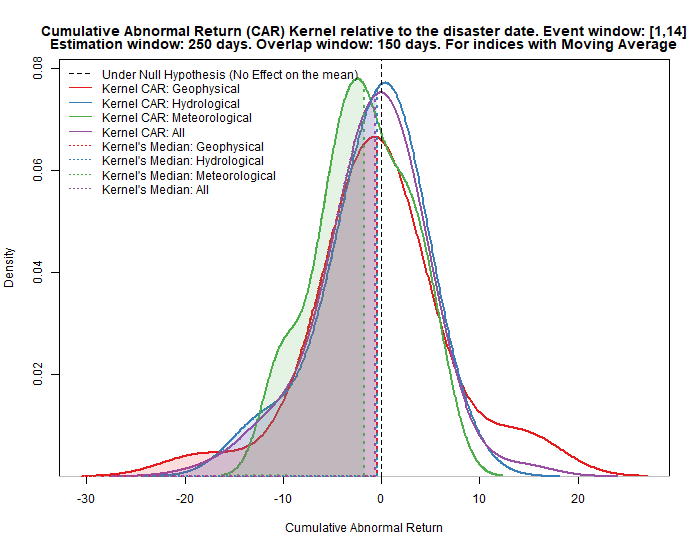 Cumulative Abnormal Return (CAR) Kernel relative to the disaster date. Event window: [1,14]
Estimation window: 250 days. Overlap window: 150 days. For indices with Moving Average
Under Null Hypothesis (No Effect on the mean)
Kernel CAR: Geophysical
Kernel CAR: Hydrological
Kernel CAR: Meteorological
Kernel CAR: All
Kernel's Median: Geophysical
Kernel's Median: Hydrological
Kernel's Median: Meteorological
Kernel's Median: All
0.08
0.06
0.04
0.02
Density
-30 -20 -10 0 10 20
Cumulative Abnormal Return